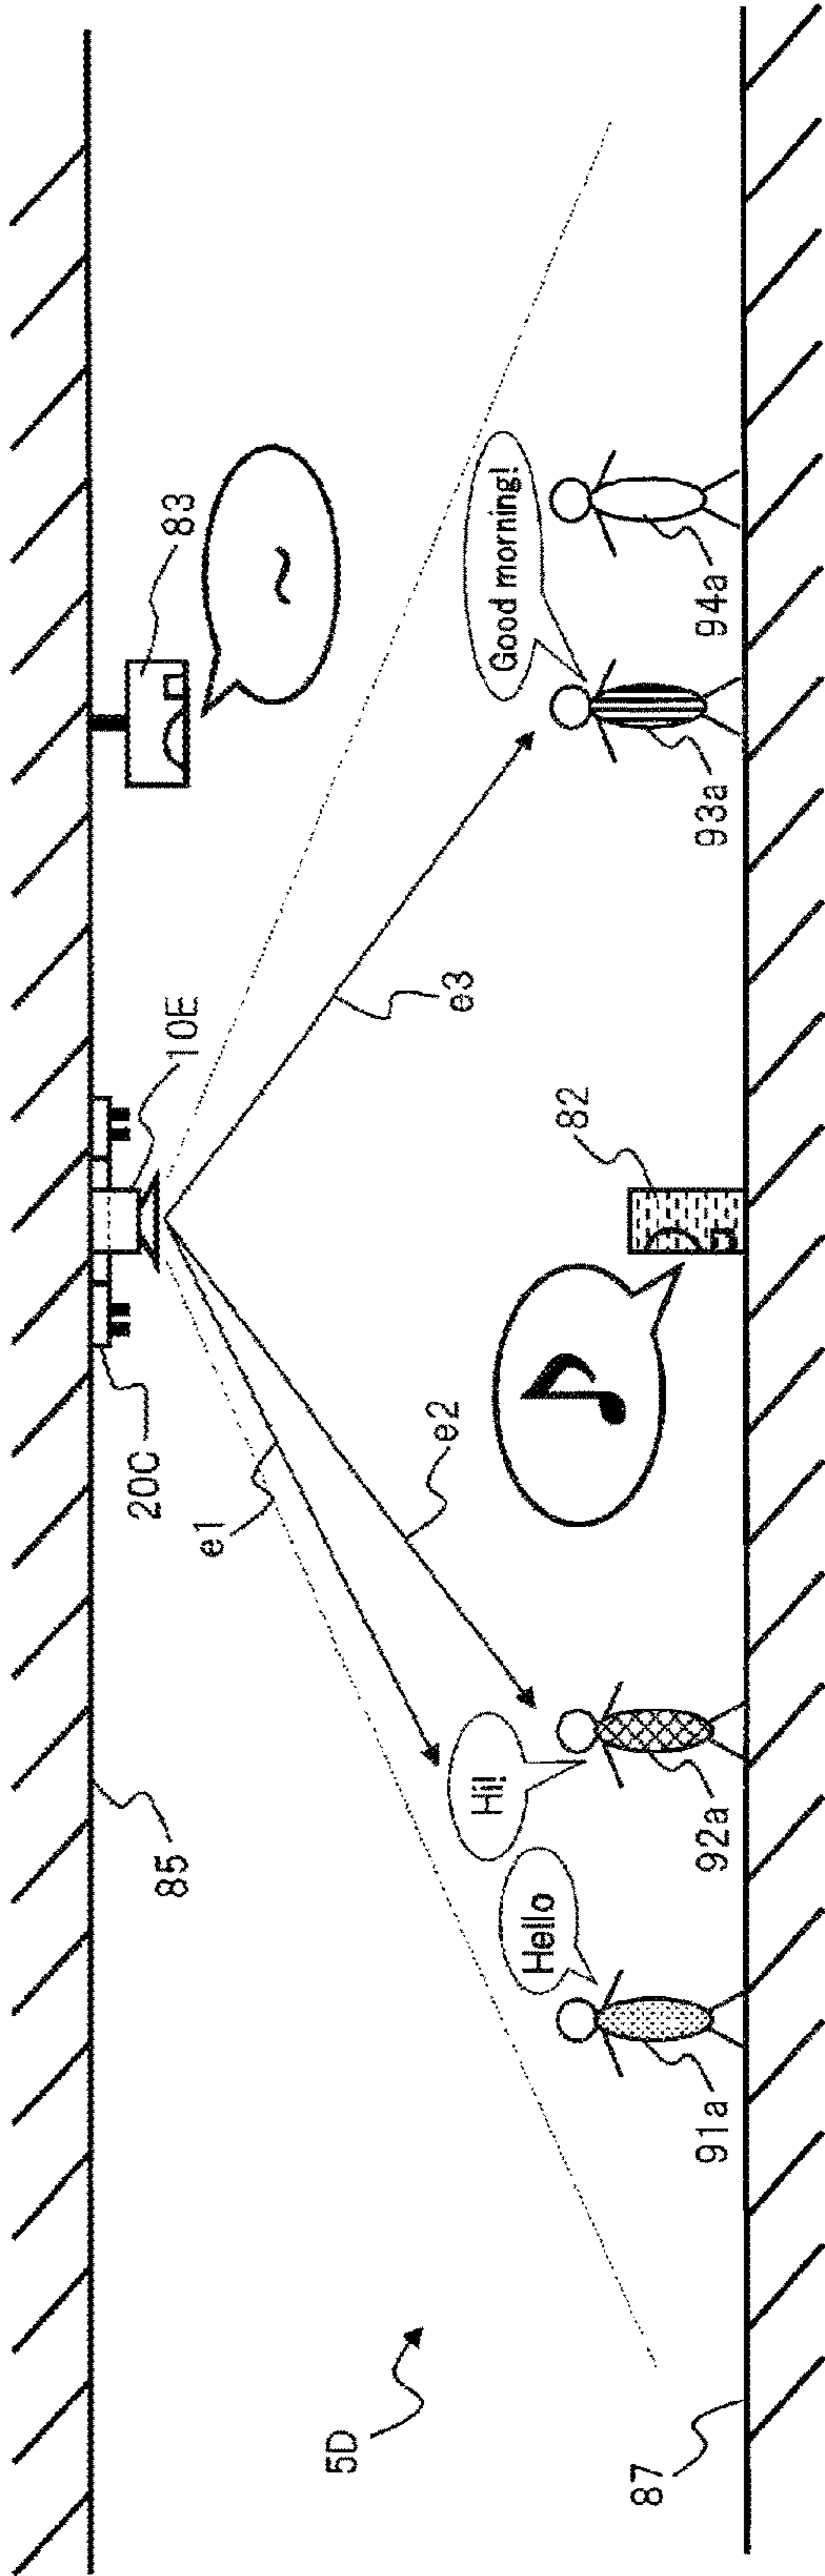 20C
10E
83
85
~
e1
5D
e2
e3
Hi!
Good morning!
Hello
♪
82
87
91a
92a
93a
94a